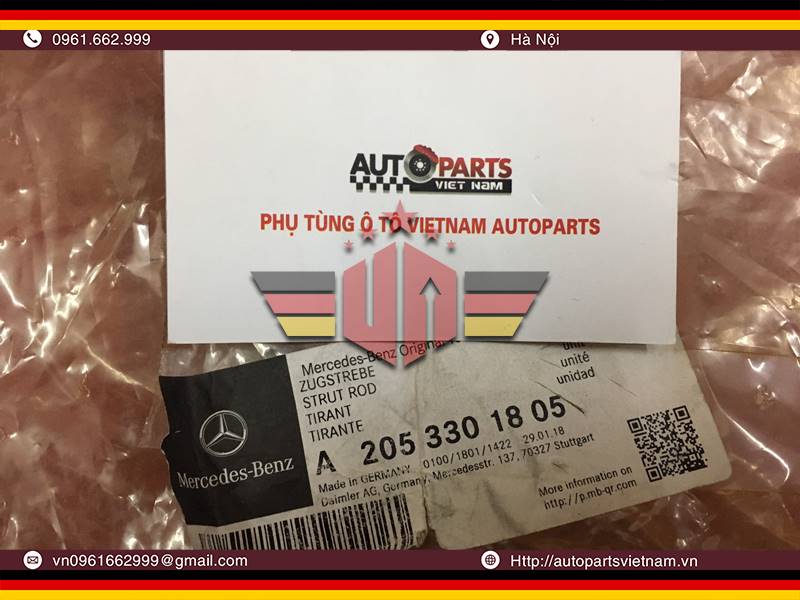 0961.662.999
Hà Nội
AUTOPARTS
VIET NAM
PHỤ TÙNG Ô TÔ VIETNAM AUTOPARTS
VN
Mercedes-Benz Original
ZUGSTREBE
STRUT ROD
TIRANT
TIRANTE
unit
unité
unidad
A 205 330 18 05
Mercedes-Benz
Made in GERMANY 0100/1801/1422 29.01.18
Daimler AG, Germany, Mercedesstr. 137, 70327 Stuttgart
More information on
http://p.mb-qr.com
vn0961662999@gmail.com
Http://autopartsvietnam.vn